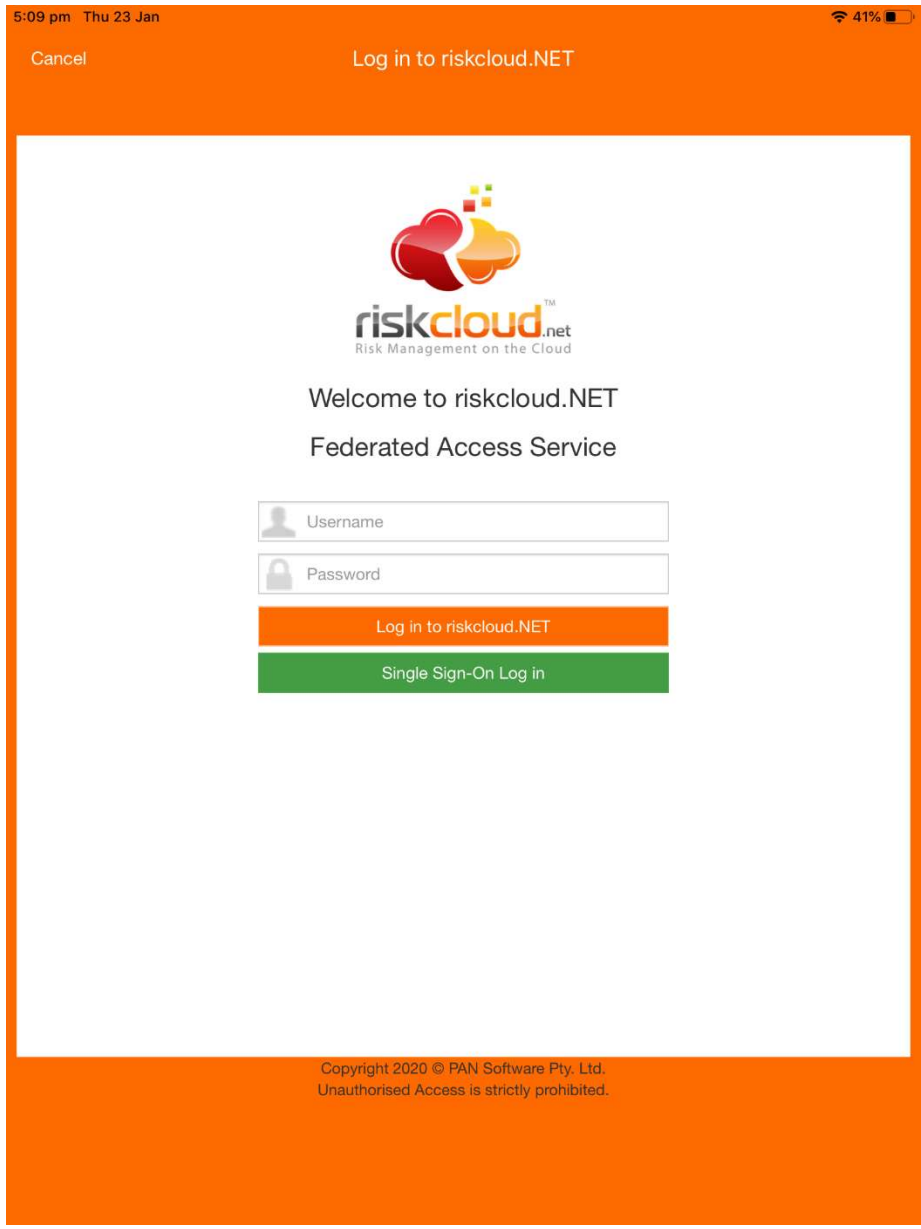 5:09 pm Thu 23 Jan 41%
Cancel Log in to riskcloud.NET
riskcloud.net™
Risk Management on the Cloud
Welcome to riskcloud.NET
Federated Access Service
Username
Password
Log in to riskcloud.NET
Single Sign-On Log in
Copyright 2020 © PAN Software Pty. Ltd.
Unauthorised Access is strictly prohibited.